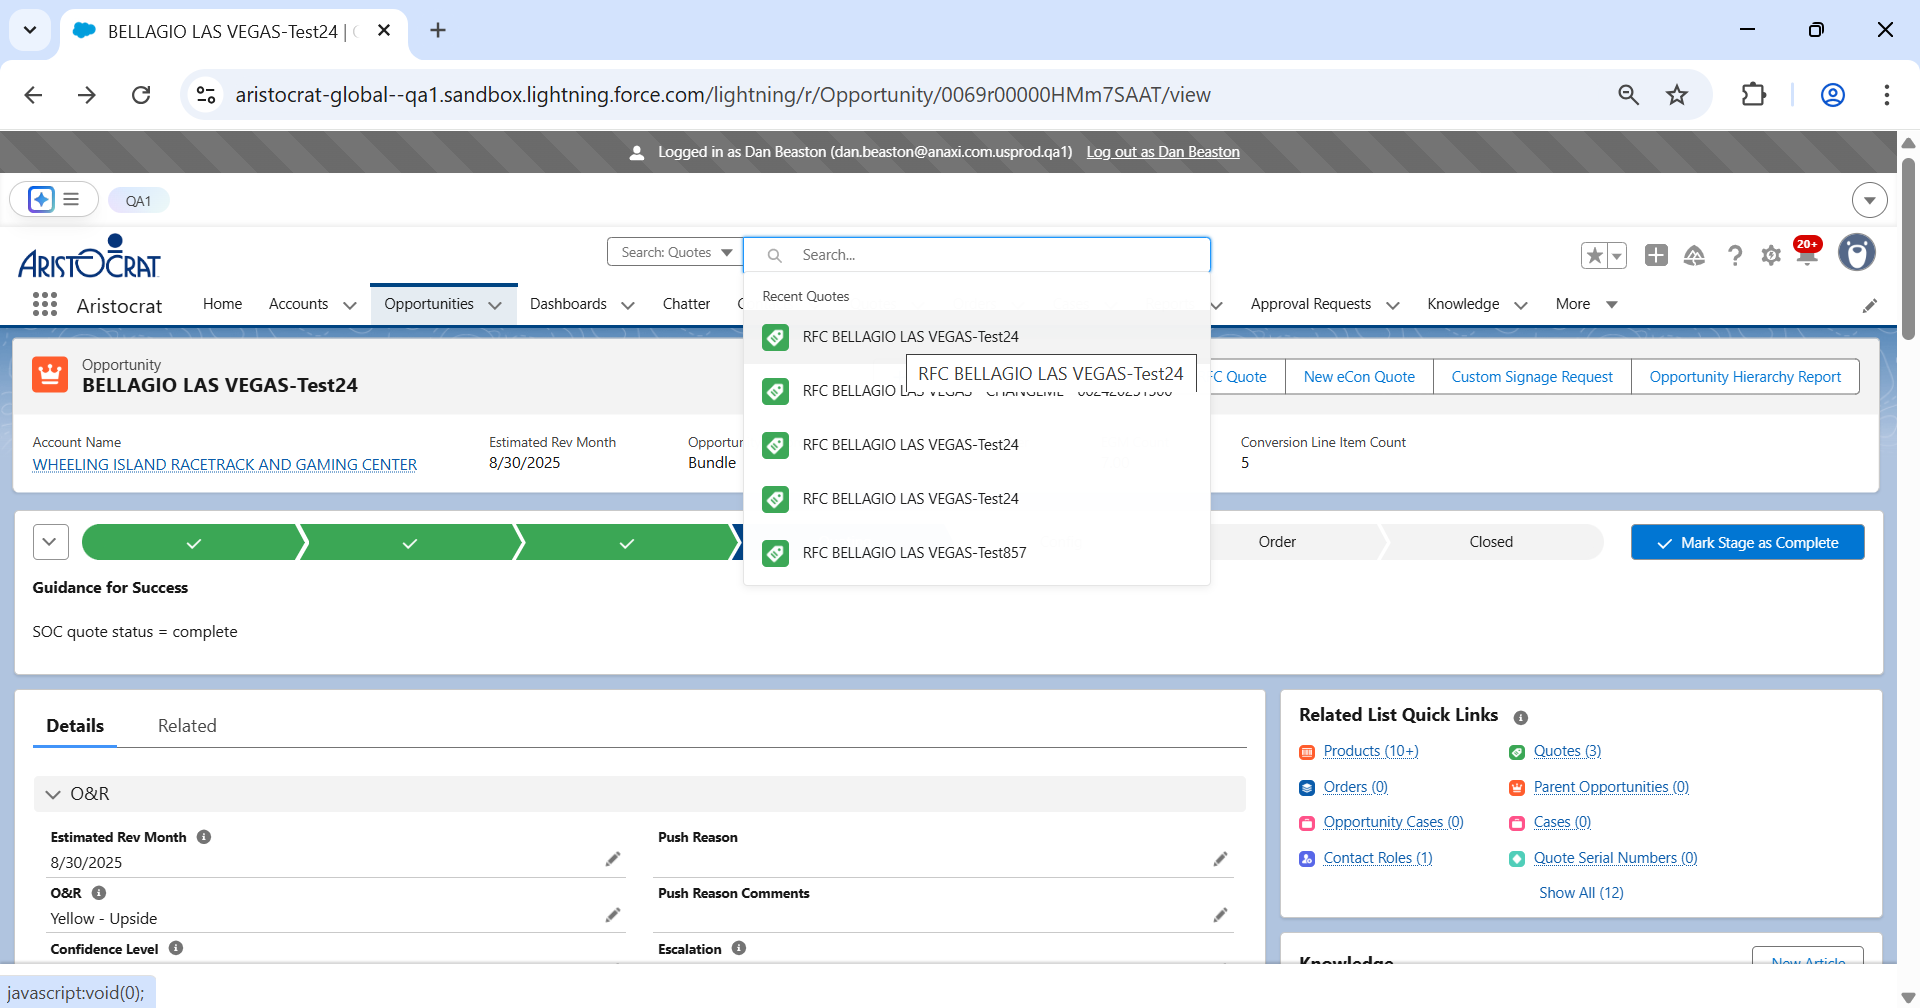 BELLAGIO LAS VEGAS-Test24 |
aristocrat-global--qa1.sandbox.lightning.force.com/lightning/r/Opportunity/0069r00000HMm7SAAT/view
Logged in as Dan Beaston (dan.beaston@anaxi.com.usprod.qa1) Log out as Dan Beaston
QA1
ARISTOCRAT
Search: Quotes
Search...
20+
Aristocrat
Home
Accounts
Opportunities
Dashboards
Chatter
Approval Requests
Knowledge
More
Recent Quotes
RFC BELLAGIO LAS VEGAS-Test24
RFC BELLAGIO LAS VEGAS-Test24
RFC BELLAGIO LAS VEGAS - CHANGEME -
RFC BELLAGIO LAS VEGAS-Test24
RFC BELLAGIO LAS VEGAS-Test24
RFC BELLAGIO LAS VEGAS-Test857
Opportunity
BELLAGIO LAS VEGAS-Test24
Quote
New eCon Quote
Custom Signage Request
Opportunity Hierarchy Report
Account Name
WHEELING ISLAND RACETRACK AND GAMING CENTER
Estimated Rev Month
8/30/2025
Bundle
Conversion Line Item Count
5
Order
Closed
Mark Stage as Complete
Guidance for Success
SOC quote status = complete
Details
Related
O&R
Estimated Rev Month
8/30/2025
Push Reason
O&R
Yellow - Upside
Push Reason Comments
Confidence Level
Escalation
Related List Quick Links
Products (10+)
Quotes (3)
Orders (0)
Parent Opportunities (0)
Opportunity Cases (0)
Cases (0)
Contact Roles (1)
Quote Serial Numbers (0)
Show All (12)
Knowledge
New Article
javascript:void(0);